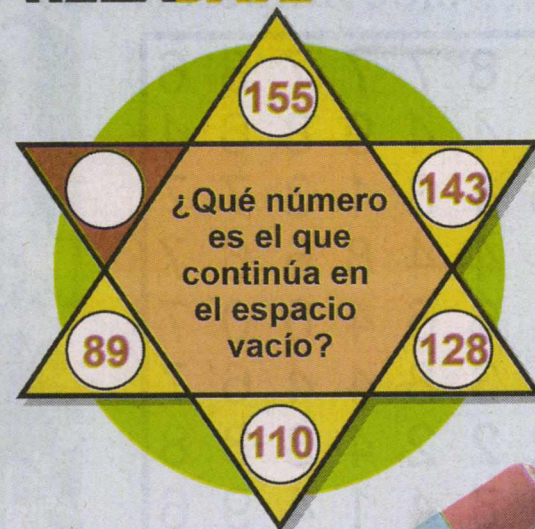 155
143
¿Qué número
es el que
continúa en
el espacio
vacío?
89
128
110